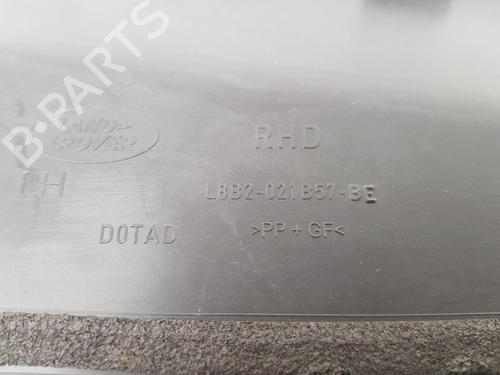 B-PARTS
LAND-
ROVER
RHD
LH
L8B2-021B57-BE
D0TAD
>PP + GF<